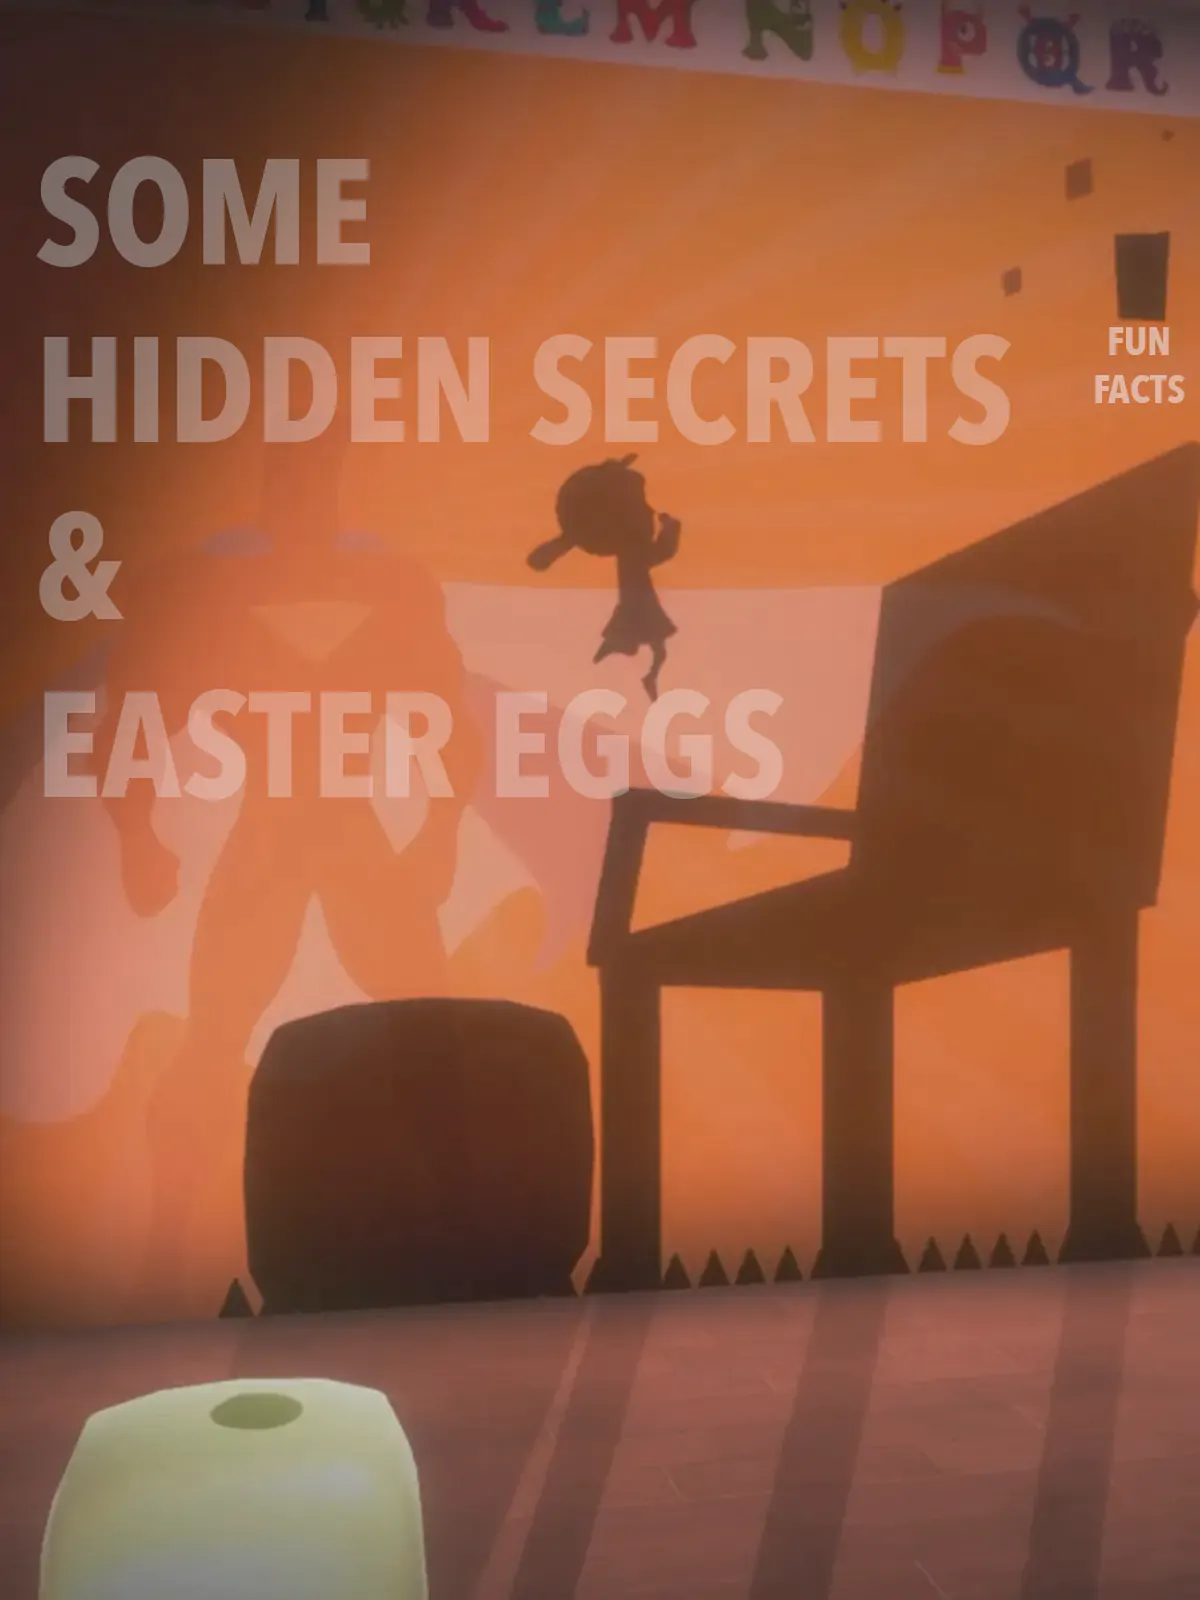 K L M N O P Q R
SOME
HIDDEN SECRETS
&
EASTER EGGS
FUN
FACTS